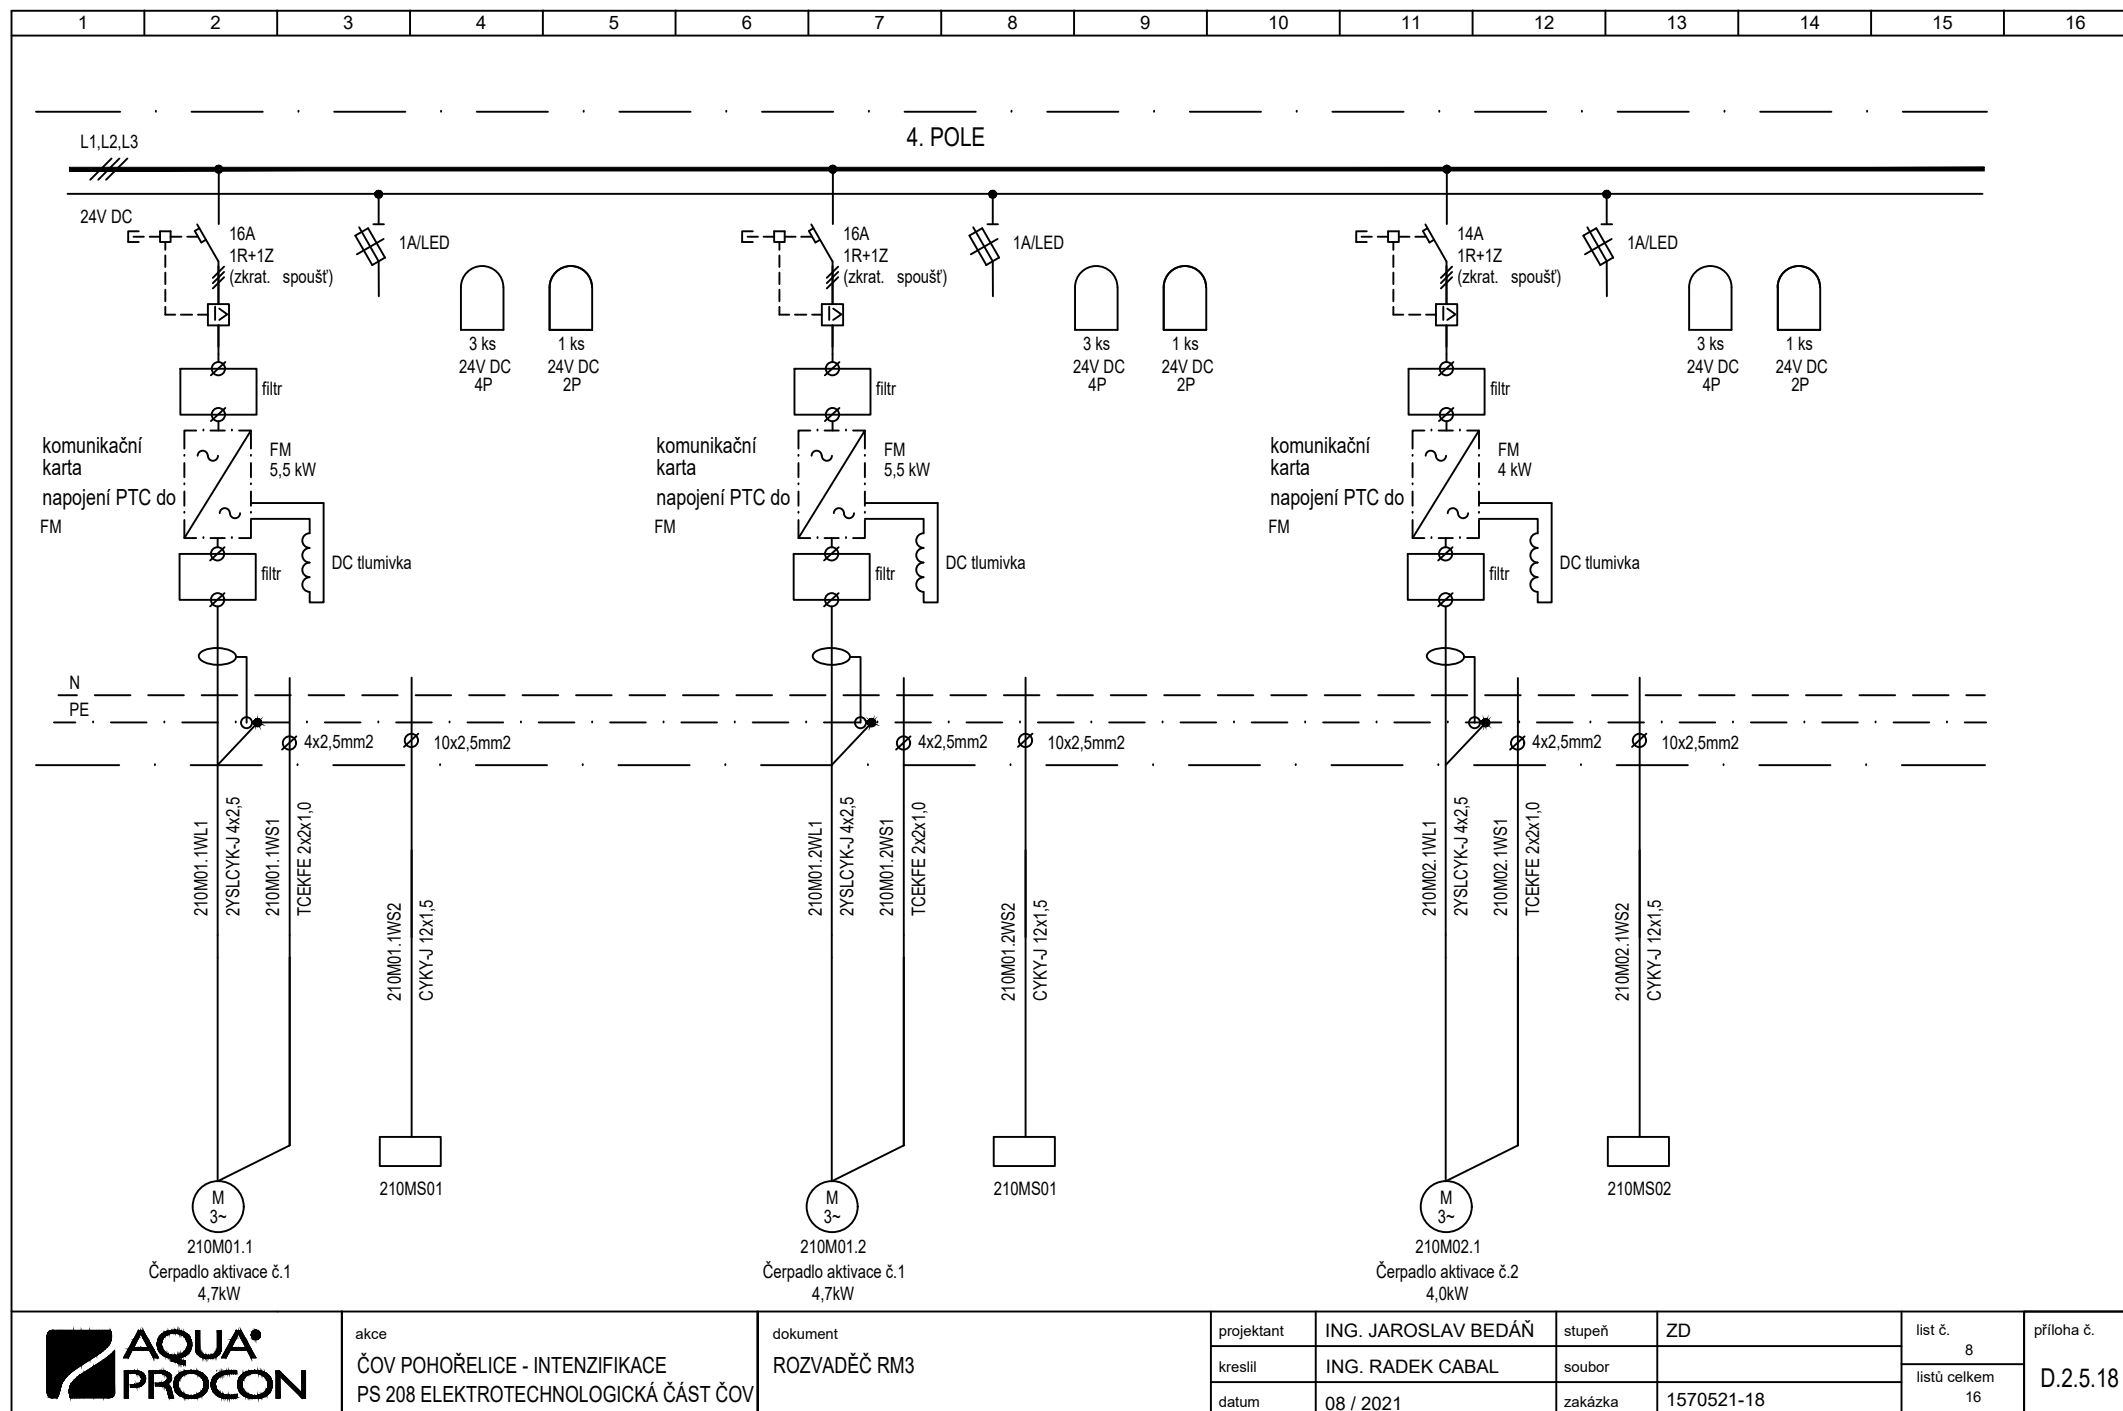 1 2 3 4 5 6 7 8 9 10 11 12 13 14 15 16
4. POLE
L1,L2,L3
24V DC
16A
1R+1Z
(zkrat. spoušť)
1A/LED
3 ks
24V DC
4P
1 ks
24V DC
2P
filtr
komunikační
karta
napojení PTC do
FM
FM
5,5 kW
DC tlumivka
filtr
16A
1R+1Z
(zkrat. spoušť)
1A/LED
3 ks
24V DC
4P
1 ks
24V DC
2P
filtr
komunikační
karta
napojení PTC do
FM
FM
5,5 kW
DC tlumivka
filtr
14A
1R+1Z
(zkrat. spoušť)
1A/LED
3 ks
24V DC
4P
1 ks
24V DC
2P
filtr
komunikační
karta
napojení PTC do
FM
FM
4 kW
DC tlumivka
filtr
N
PE
4x2,5mm2
10x2,5mm2
4x2,5mm2
10x2,5mm2
4x2,5mm2
10x2,5mm2
210M01.1WL1
2YSLCYK-J 4x2,5
210M01.1WS1
TCEKFE 2x2x1,0
210M01.1WS2
CYKY-J 12x1,5
210M01.2WL1
2YSLCYK-J 4x2,5
210M01.2WS1
TCEKFE 2x2x1,0
210M01.2WS2
CYKY-J 12x1,5
210M02.1WL1
2YSLCYK-J 4x2,5
210M02.1WS1
TCEKFE 2x2x1,0
210M02.1WS2
CYKY-J 12x1,5
M
3~
210M01.1
Čerpadlo aktivace č.1
4,7kW
210MS01
M
3~
210M01.2
Čerpadlo aktivace č.1
4,7kW
210MS01
M
3~
210M02.1
Čerpadlo aktivace č.2
4,0kW
210MS02
AQUA
PROCON
akce
ČOV POHOŘELICE - INTENZIFIKACE
PS 208 ELEKTROTECHNOLOGICKÁ ČÁST ČOV
dokument
ROZVADĚČ RM3
projektant ING. JAROSLAV BEDÁŇ stupeň ZD
kreslil ING. RADEK CABAL soubor
datum 08 / 2021 zakázka 1570521-18
list č.
8
listů celkem
16
příloha č.
D.2.5.18